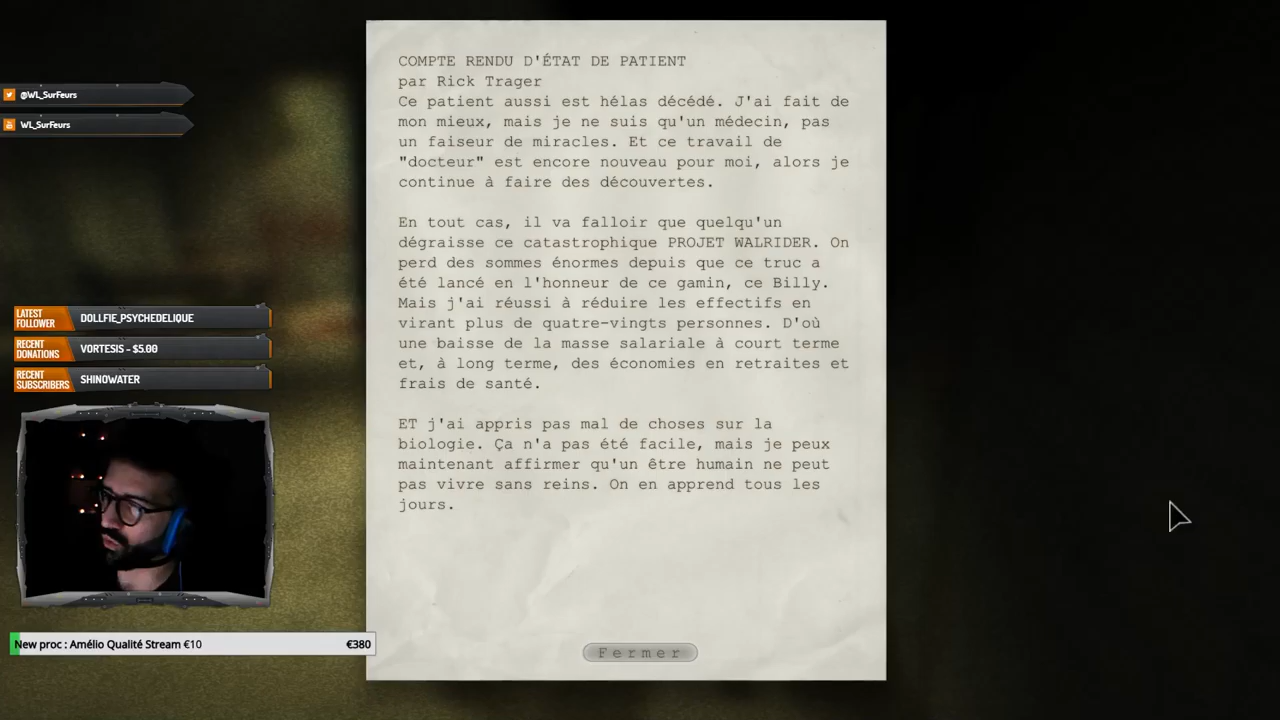 COMPTE RENDU D'ÉTAT DE PATIENT
par Rick Trager
Ce patient aussi est hélas décédé. J'ai fait de
mon mieux, mais je ne suis qu'un médecin, pas
un faiseur de miracles. Et ce travail de
"docteur" est encore nouveau pour moi, alors je
continue à faire des découvertes.
En tout cas, il va falloir que quelqu'un
dégraisse ce catastrophique PROJET WALRIDER. On
perd des sommes énormes depuis que ce truc a
été lancé en l'honneur de ce gamin, ce Billy.
Mais j'ai réussi à réduire les effectifs en
virant plus de quatre-vingts personnes. D'où
une baisse de la masse salariale à court terme
et, à long terme, des économies en retraites et
frais de santé.
ET j'ai appris pas mal de choses sur la
biologie. Ça n'a pas été facile, mais je peux
maintenant affirmer qu'un être humain ne peut
pas vivre sans reins. On en apprend tous les
jours.
Fermer
@WL_SurFeurs
WL_SurFeurs
LATEST
FOLLOWER
DOLLFIE_PSYCHEDELIQUE
RECENT
DONATIONS
VORTESIS - $5.00
RECENT
SUBSCRIBERS
SHINOWATER
New proc : Amélio Qualité Stream €10
€380